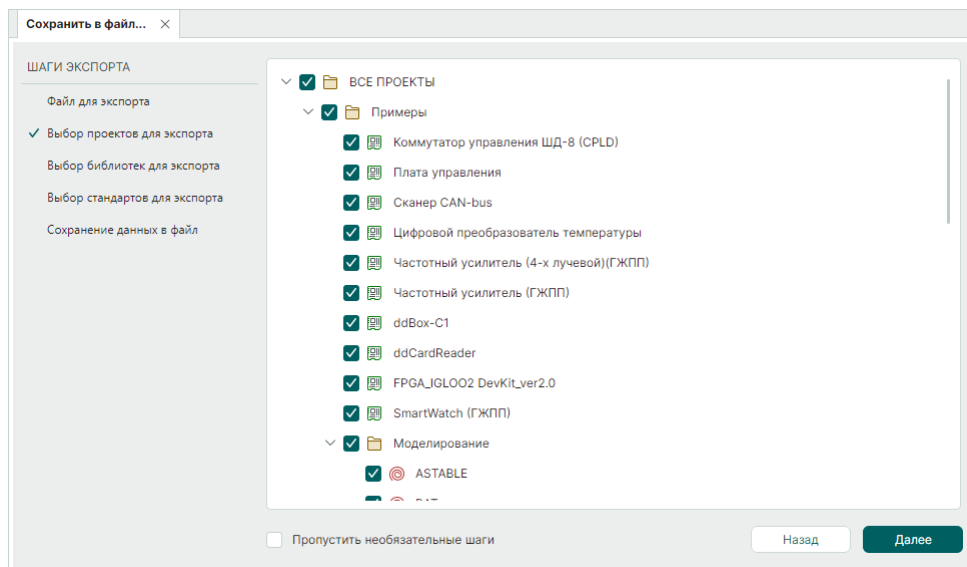 Сохранить в файл...
ШАГИ ЭКСПОРТА
Файл для экспорта
Выбор проектов для экспорта
Выбор библиотек для экспорта
Выбор стандартов для экспорта
Сохранение данных в файл
ВСЕ ПРОЕКТЫ
Примеры
Коммутатор управления ШД-8 (CPLD)
Плата управления
Сканер CAN-bus
Цифровой преобразователь температуры
Частотный усилитель (4-х лучевой)(ГЖПП)
Частотный усилитель (ГЖПП)
ddBox-C1
ddCardReader
FPGA_IGLOO2 DevKit_ver2.0
SmartWatch (ГЖПП)
Моделирование
ASTABLE
Пропустить необязательные шаги
Назад
Далее